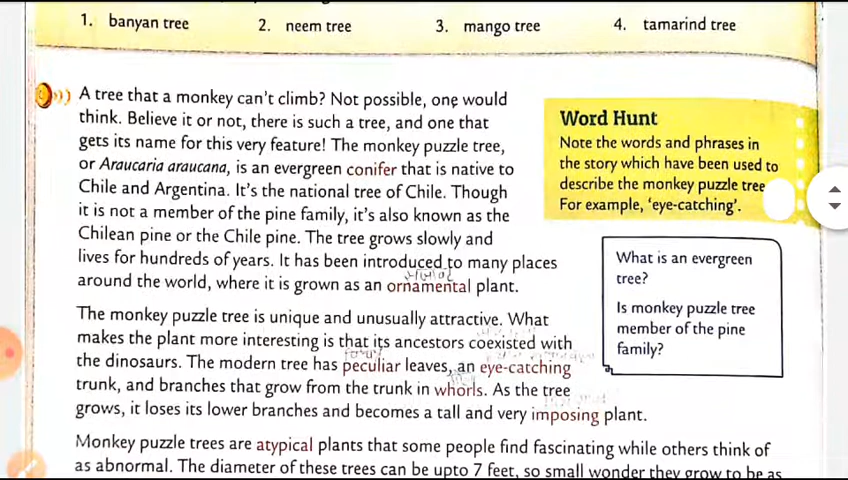 1. banyan tree 2. neem tree 3. mango tree 4. tamarind tree
A tree that a monkey can't climb? Not possible, one would
think. Believe it or not, there is such a tree, and one that
gets its name for this very feature! The monkey puzzle tree,
or Araucaria araucana, is an evergreen conifer that is native to
Chile and Argentina. It's the national tree of Chile. Though
it is not a member of the pine family, it's also known as the
Chilean pine or the Chile pine. The tree grows slowly and
lives for hundreds of years. It has been introduced to many places
around the world, where it is grown as an ornamental plant.
Word Hunt
Note the words and phrases in
the story which have been used to
describe the monkey puzzle tree
For example, 'eye-catching'.
What is an evergreen
tree?
Is monkey puzzle tree
member of the pine
family?
The monkey puzzle tree is unique and unusually attractive. What
makes the plant more interesting is that its ancestors coexisted with
the dinosaurs. The modern tree has peculiar leaves, an eye-catching
trunk, and branches that grow from the trunk in whorls. As the tree
grows, it loses its lower branches and becomes a tall and very imposing plant.
Monkey puzzle trees are atypical plants that some people find fascinating while others think of
as abnormal. The diameter of these trees can be upto 7 feet, so small wonder they grow to be as